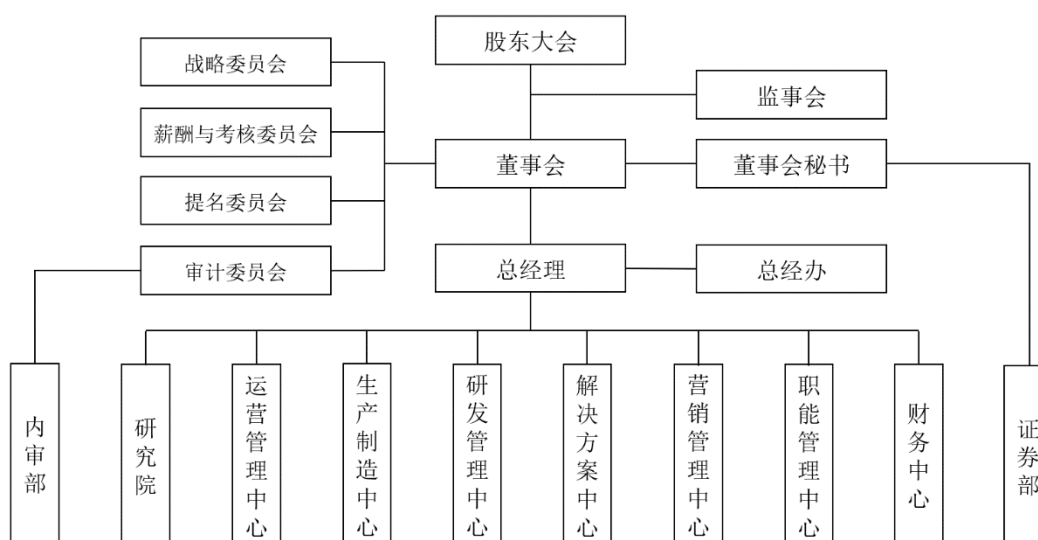 股东大会
战略委员会
监事会
薪酬与考核委员会
董事会
董事会秘书
提名委员会
审计委员会
总经理
总经办
内审部
研究院
运营管理中心
生产制造中心
研发管理中心
解决方案中心
营销管理中心
职能管理中心
财务中心
证券部